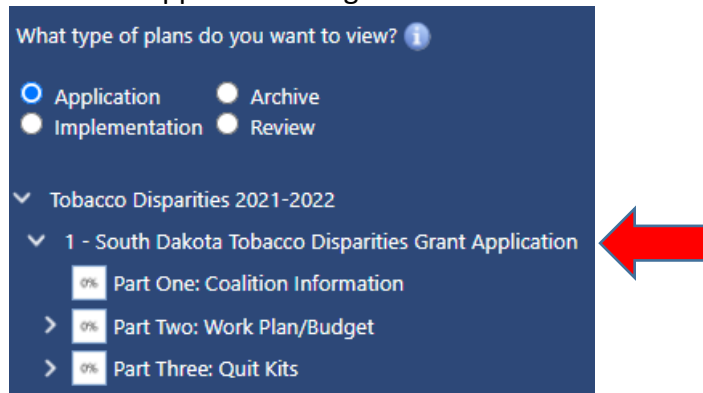 What type of plans do you want to view?
Application Archive
Implementation Review
Tobacco Disparities 2021-2022
1 - South Dakota Tobacco Disparities Grant Application
0% Part One: Coalition Information
0% Part Two: Work Plan/Budget
0% Part Three: Quit Kits